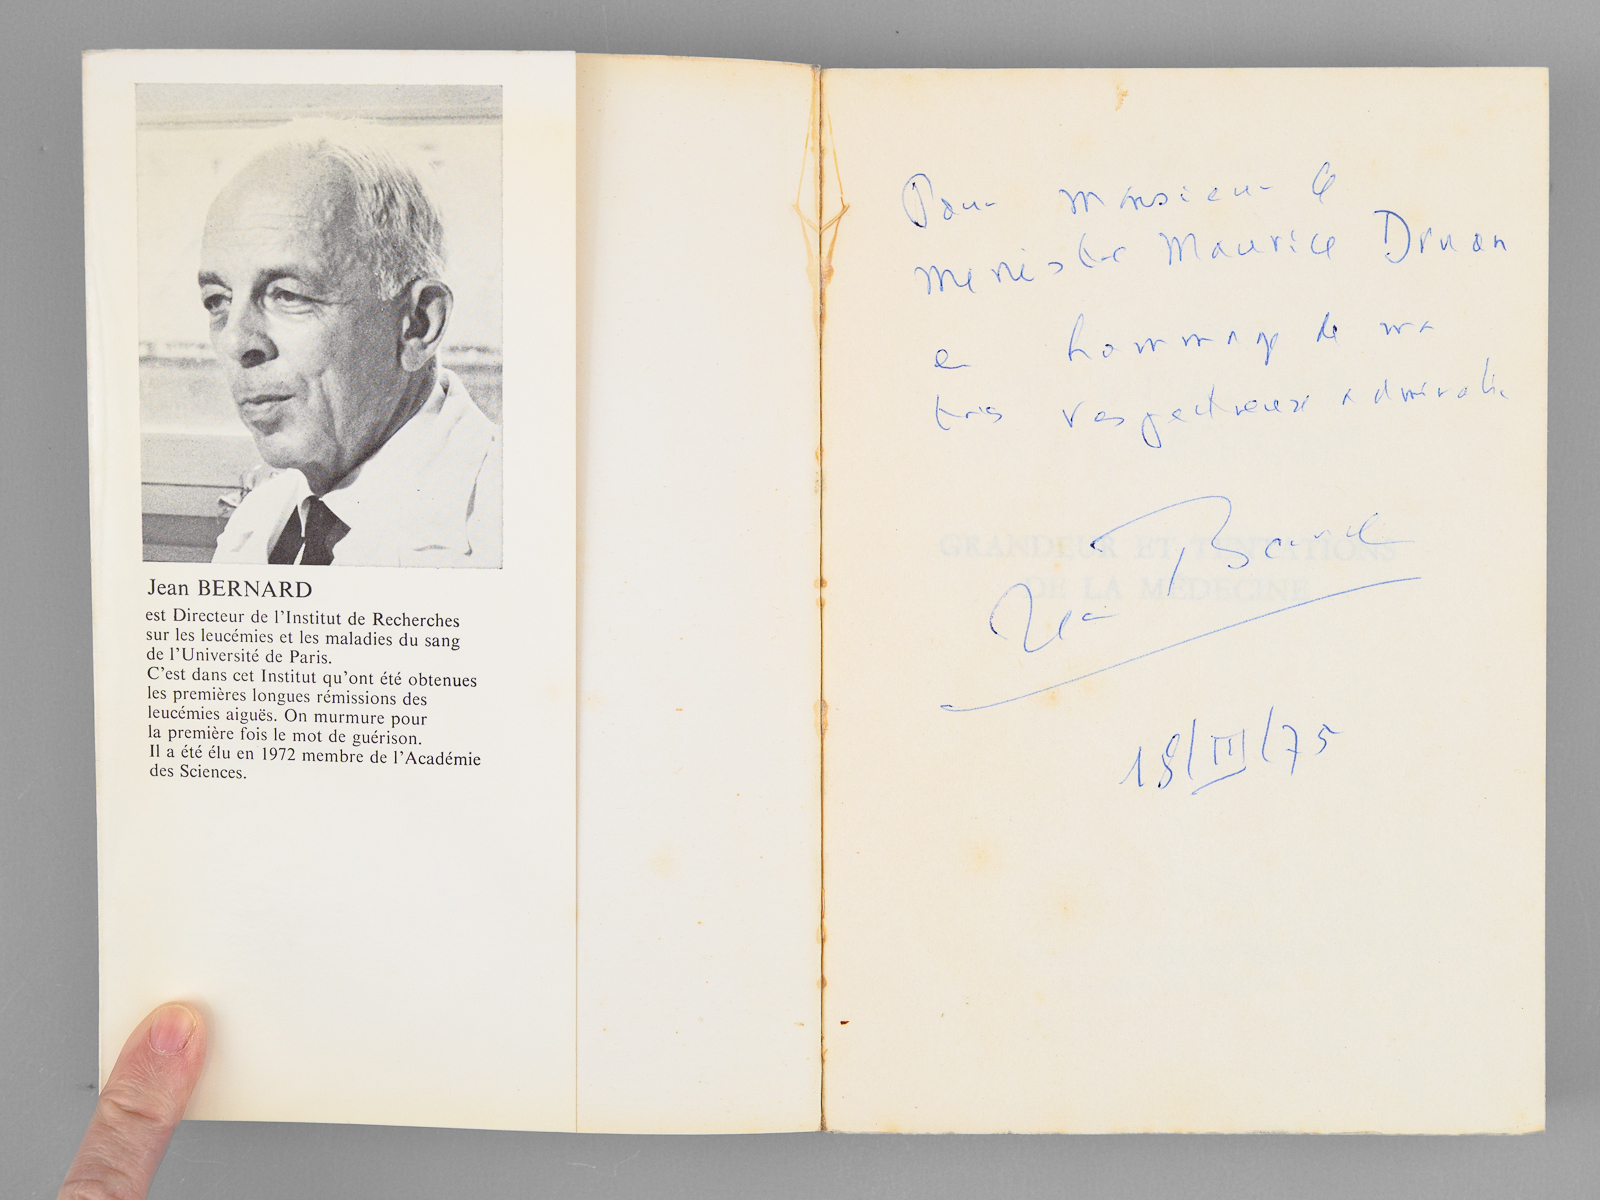 Jean BERNARD
est Directeur de l'Institut de Recherches
sur les leucémies et les maladies du sang
de l'Université de Paris.
C'est dans cet Institut qu'ont été obtenues
les premières longues rémissions des
leucémies aiguës. On murmure pour
la première fois le mot de guérison.
Il a été élu en 1972 membre de l'Académie
des Sciences.
Pour Monsieur le
Ministre Maurice Druon
en hommage de ma
très respectueuse admiration
Jean Bernard
18/III/75
GRANDEUR ET TENTATIONS
DE LA MÉDECINE